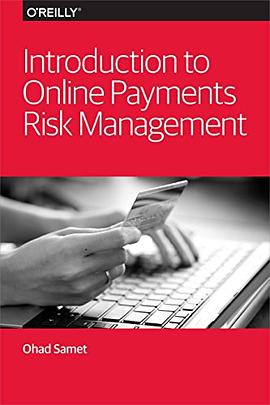 O'REILLY®
Introduction to
Online Payments
Risk Management
Ohad Samet